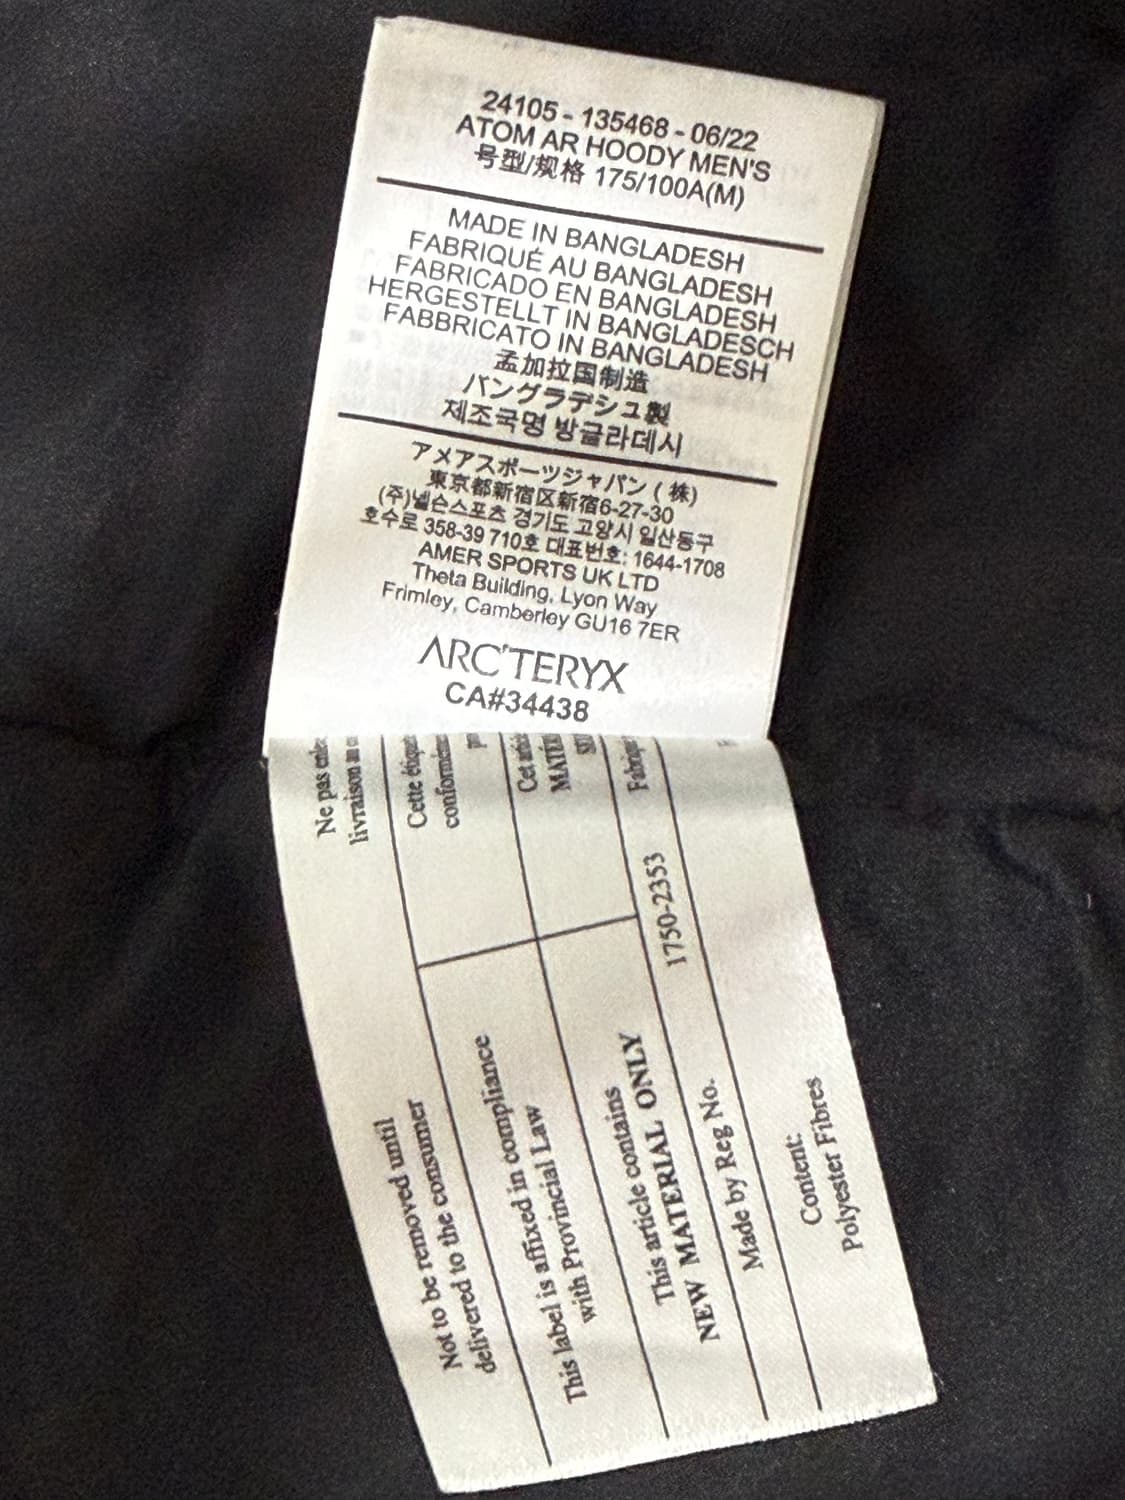 24105 - 135468 - 06/22
ATOM AR HOODY MEN'S
号型/规格 175/100A(M)
MADE IN BANGLADESH
FABRIQUÉ AU BANGLADESH
FABRICADO EN BANGLADESH
HERGESTELLT IN BANGLADESCH
FABBRICATO IN BANGLADESH
孟加拉国制造
バングラデシュ製
제조국명 방글라데시
アメアスポーツジャパン ( 株)
東京都新宿区新宿6-27-30
(주)넬슨스포츠 경기도 고양시 일산동구
호수로 358-39 710호 대표번호: 1644-1708
AMER SPORTS UK LTD
Theta Building, Lyon Way
Frimley, Camberley GU16 7ER
ARC'TERYX
CA#34438
Not to be removed until
delivered to the consumer
Ne pas
livraison
This label is affixed in compliance
with Provincial Law
Cette
This article contains
NEW MATERIAL ONLY
Cet
Made by Reg No.
1750-2353
Content:
Polyester Fibres